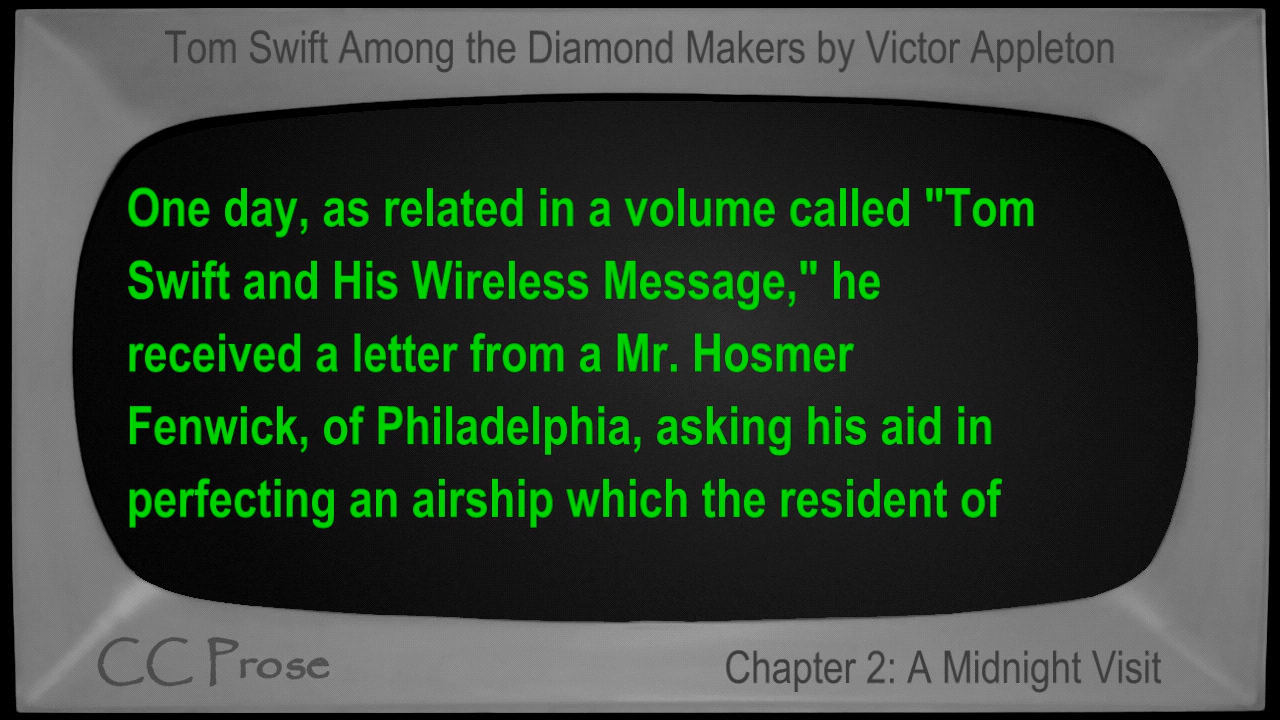 Tom Swift Among the Diamond Makers by Victor Appleton
One day, as related in a volume called "Tom
Swift and His Wireless Message," he
received a letter from a Mr. Hosmer
Fenwick, of Philadelphia, asking his aid in
perfecting an airship which the resident of
CC Prose
Chapter 2: A Midnight Visit